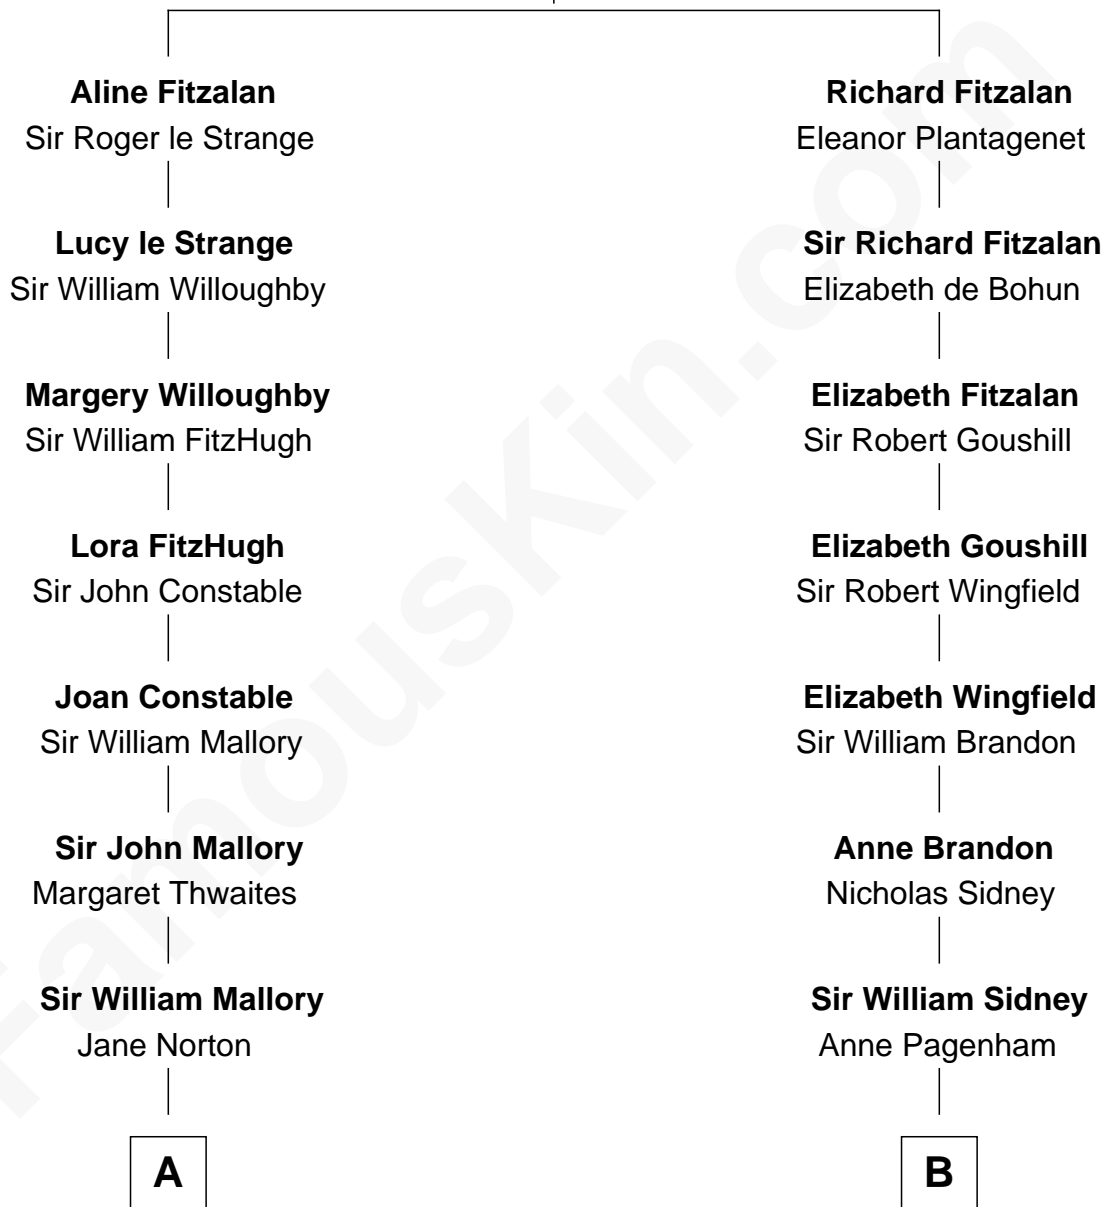 Aline Fitzalan
Sir Roger le Strange
Lucy le Strange
Sir William Willoughby
Margery Willoughby
Sir William FitzHugh
Lora FitzHugh
Sir John Constable
Joan Constable
Sir William Mallory
Sir John Mallory
Margaret Thwaites
Sir William Mallory
Jane Norton
A
Richard Fitzalan
Eleanor Plantagenet
Sir Richard Fitzalan
Elizabeth de Bohun
Elizabeth Fitzalan
Sir Robert Goushill
Elizabeth Goushill
Sir Robert Wingfield
Elizabeth Wingfield
Sir William Brandon
Anne Brandon
Nicholas Sidney
Sir William Sidney
Anne Pagenham
B
FamousKin.com